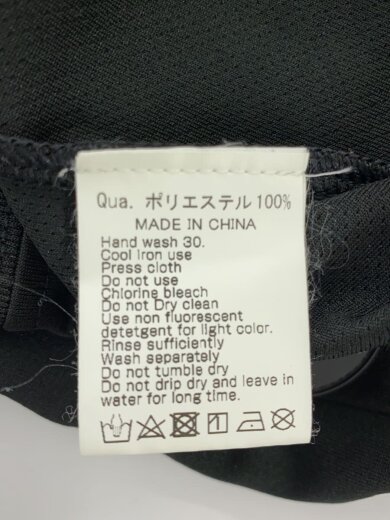 Qua. ポリエステル100%
MADE IN CHINA
Hand wash 30.
Cool iron use
Press cloth
Do not use
Chlorine bleach
Do not Dry clean
Use non fluorescent
detetgent for light color.
Rinse sufficiently
Wash separately
Do not tumble dry
Do not drip dry and leave in
water for long time.